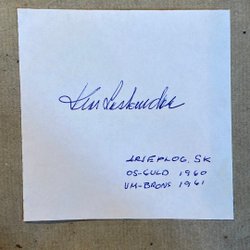 Klas Lestander
ARJEPLOG. SK
OS-GULD 1960
VM-BRONS 1961